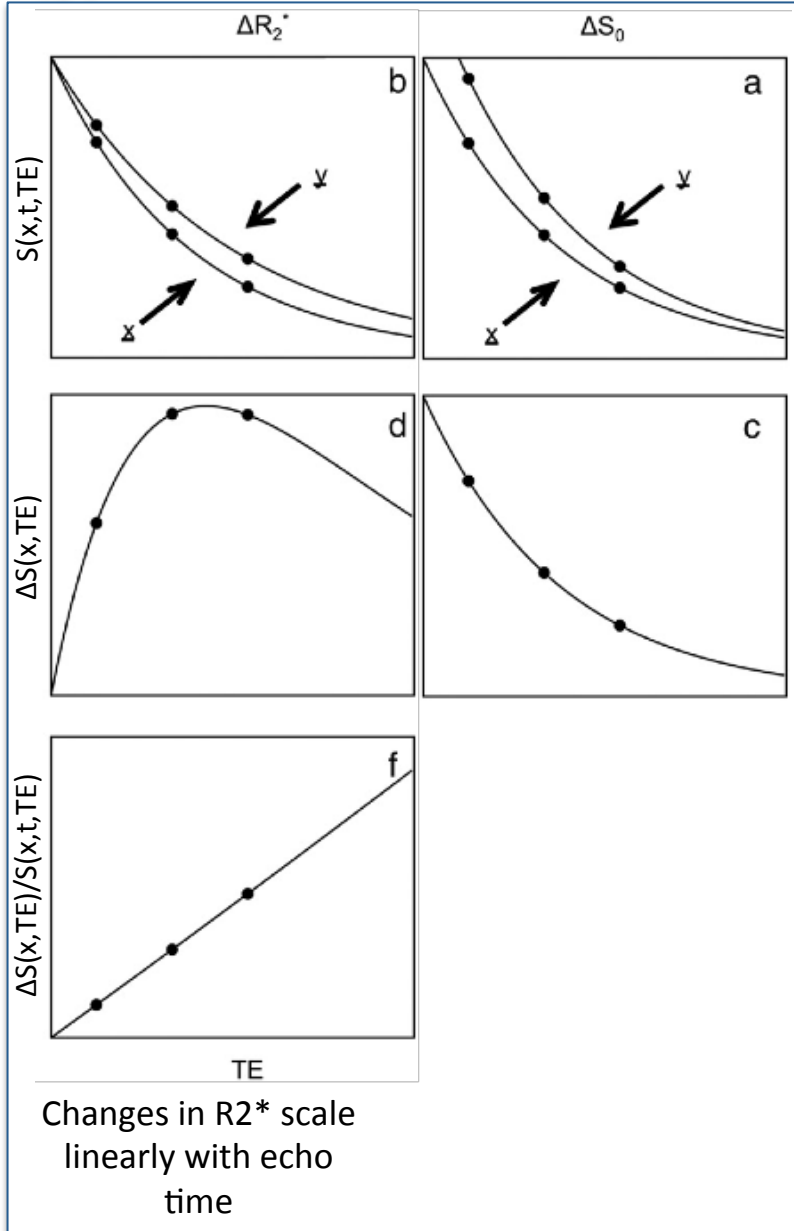 ΔR₂* ΔS₀
S(x,t,TE)
b
y
x
a
y
x
ΔS(x,TE)
d
c
ΔS(x,TE)/S(x,t,TE)
f
TE
Changes in R2* scale
linearly with echo
time